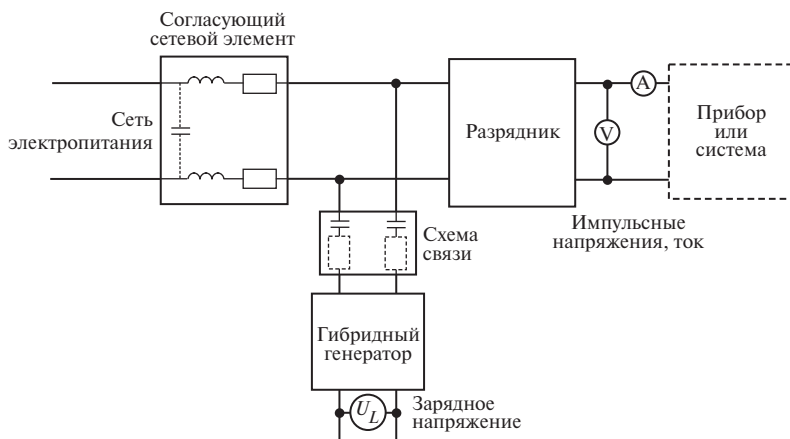 Согласующий
сетевой элемент
Сеть
электропитания
Разрядник
A
V
Прибор
или
система
Импульсные
напряжения, ток
Схема
связи
Гибридный
генератор
U_L
Зарядное
напряжение